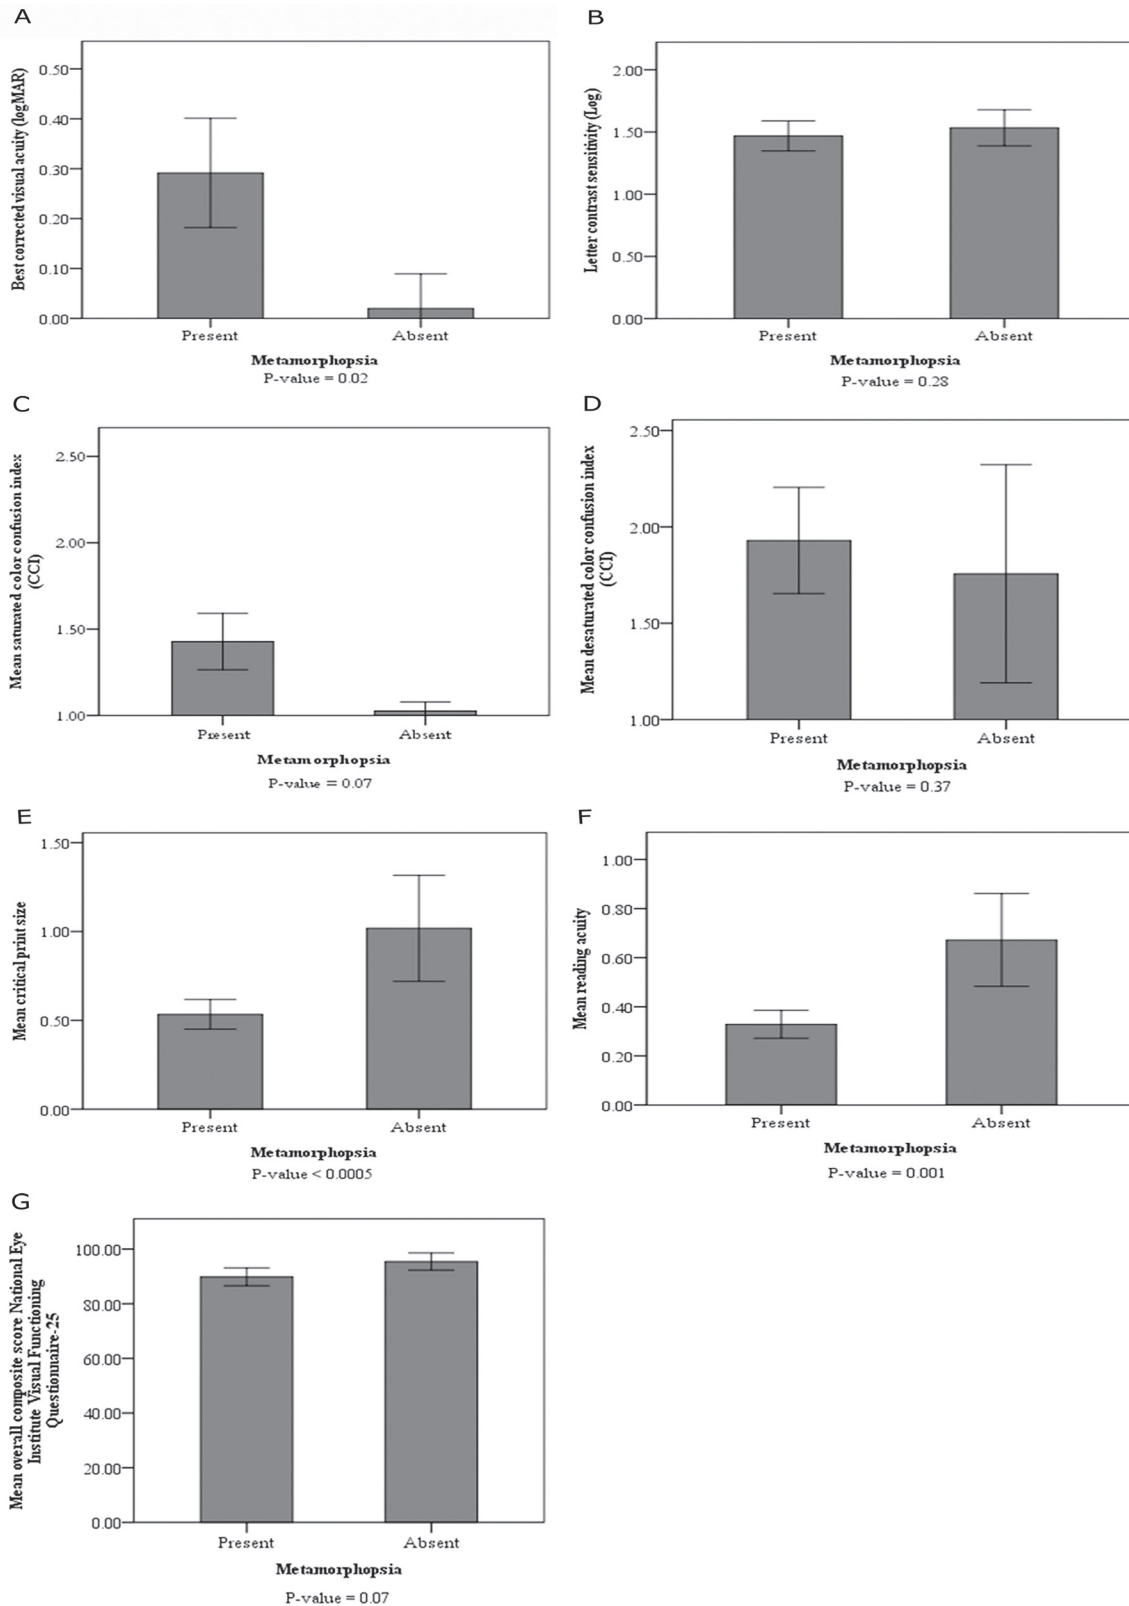 A
Best corrected visual acuity (logMAR)
0.50
0.40
0.30
0.20
0.10
0.00
Present Absent
Metamorphopsia
P-value = 0.02
B
Letter contrast sensitivity (Log)
2.00
1.50
1.00
0.50
0.00
Present Absent
Metamorphopsia
P-value = 0.28
C
Mean saturated color confusion index
(CCI)
2.50
2.00
1.50
1.00
Present Absent
Metamorphopsia
P-value = 0.07
D
Mean desaturated color confusion index
(CCI)
2.50
2.00
1.50
1.00
Present Absent
Metamorphopsia
P-value = 0.37
E
Mean critical print size
1.50
1.00
0.50
0.00
Present Absent
Metamorphopsia
P-value < 0.0005
F
Mean reading acuity
1.00
0.80
0.60
0.40
0.20
0.00
Present Absent
Metamorphopsia
P-value = 0.001
G
Mean overall composite score National Eye
Institute Visual Functioning
Questionnaire-25
100.00
80.00
60.00
40.00
20.00
0.00
Present Absent
Metamorphopsia
P-value = 0.07